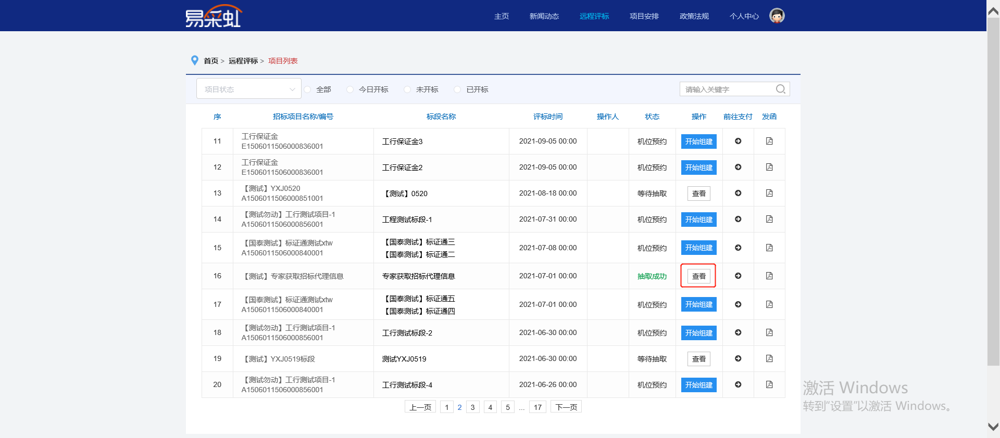 易采虹
主页 新闻动态 远程评标 项目安排 政策法规 个人中心
首页 > 远程评标 > 项目列表
项目状态 全部 今日开标 未开标 已开标 请输入关键字
序 招标项目名称/编号 标段名称 评标时间 操作人 状态 操作 前往支付 发函
11 工行保证金 E1506011506000836001 工行保证金3 2021-09-05 00:00 机位预约 开始组建
12 工行保证金 E1506011506000836001 工行保证金2 2021-09-05 00:00 机位预约 开始组建
13 【测试】YXJ0520 A1506011506000851001 【测试】0520 2021-08-18 00:00 等待抽取 查看
14 【测试勿动】工行测试项目-1 A1506011506000856001 工程测试标段-1 2021-07-31 00:00 机位预约 开始组建
15 【国泰测试】标证通测试xtw A1506011506000840001 【国泰测试】标证通三 【国泰测试】标证通二 2021-07-08 00:00 机位预约 开始组建
16 【测试】专家获取招标代理信息 专家获取招标代理信息 2021-07-01 00:00 抽取成功 查看
17 【国泰测试】标证通测试xtw A1506011506000840001 【国泰测试】标证通五 【国泰测试】标证通四 2021-07-01 00:00 机位预约 开始组建
18 【测试勿动】工行测试项目-1 A1506011506000856001 工行测试标段-2 2021-06-30 00:00 机位预约 开始组建
19 【测试】YXJ0519标段 测试YXJ0519 2021-06-30 00:00 等待抽取 查看
20 【测试勿动】工行测试项目-1 A1506011506000856001 工行测试标段-4 2021-06-26 00:00 机位预约 开始组建
上一页 1 2 3 4 5 ... 17 下一页
激活 Windows
转到“设置”以激活 Windows。